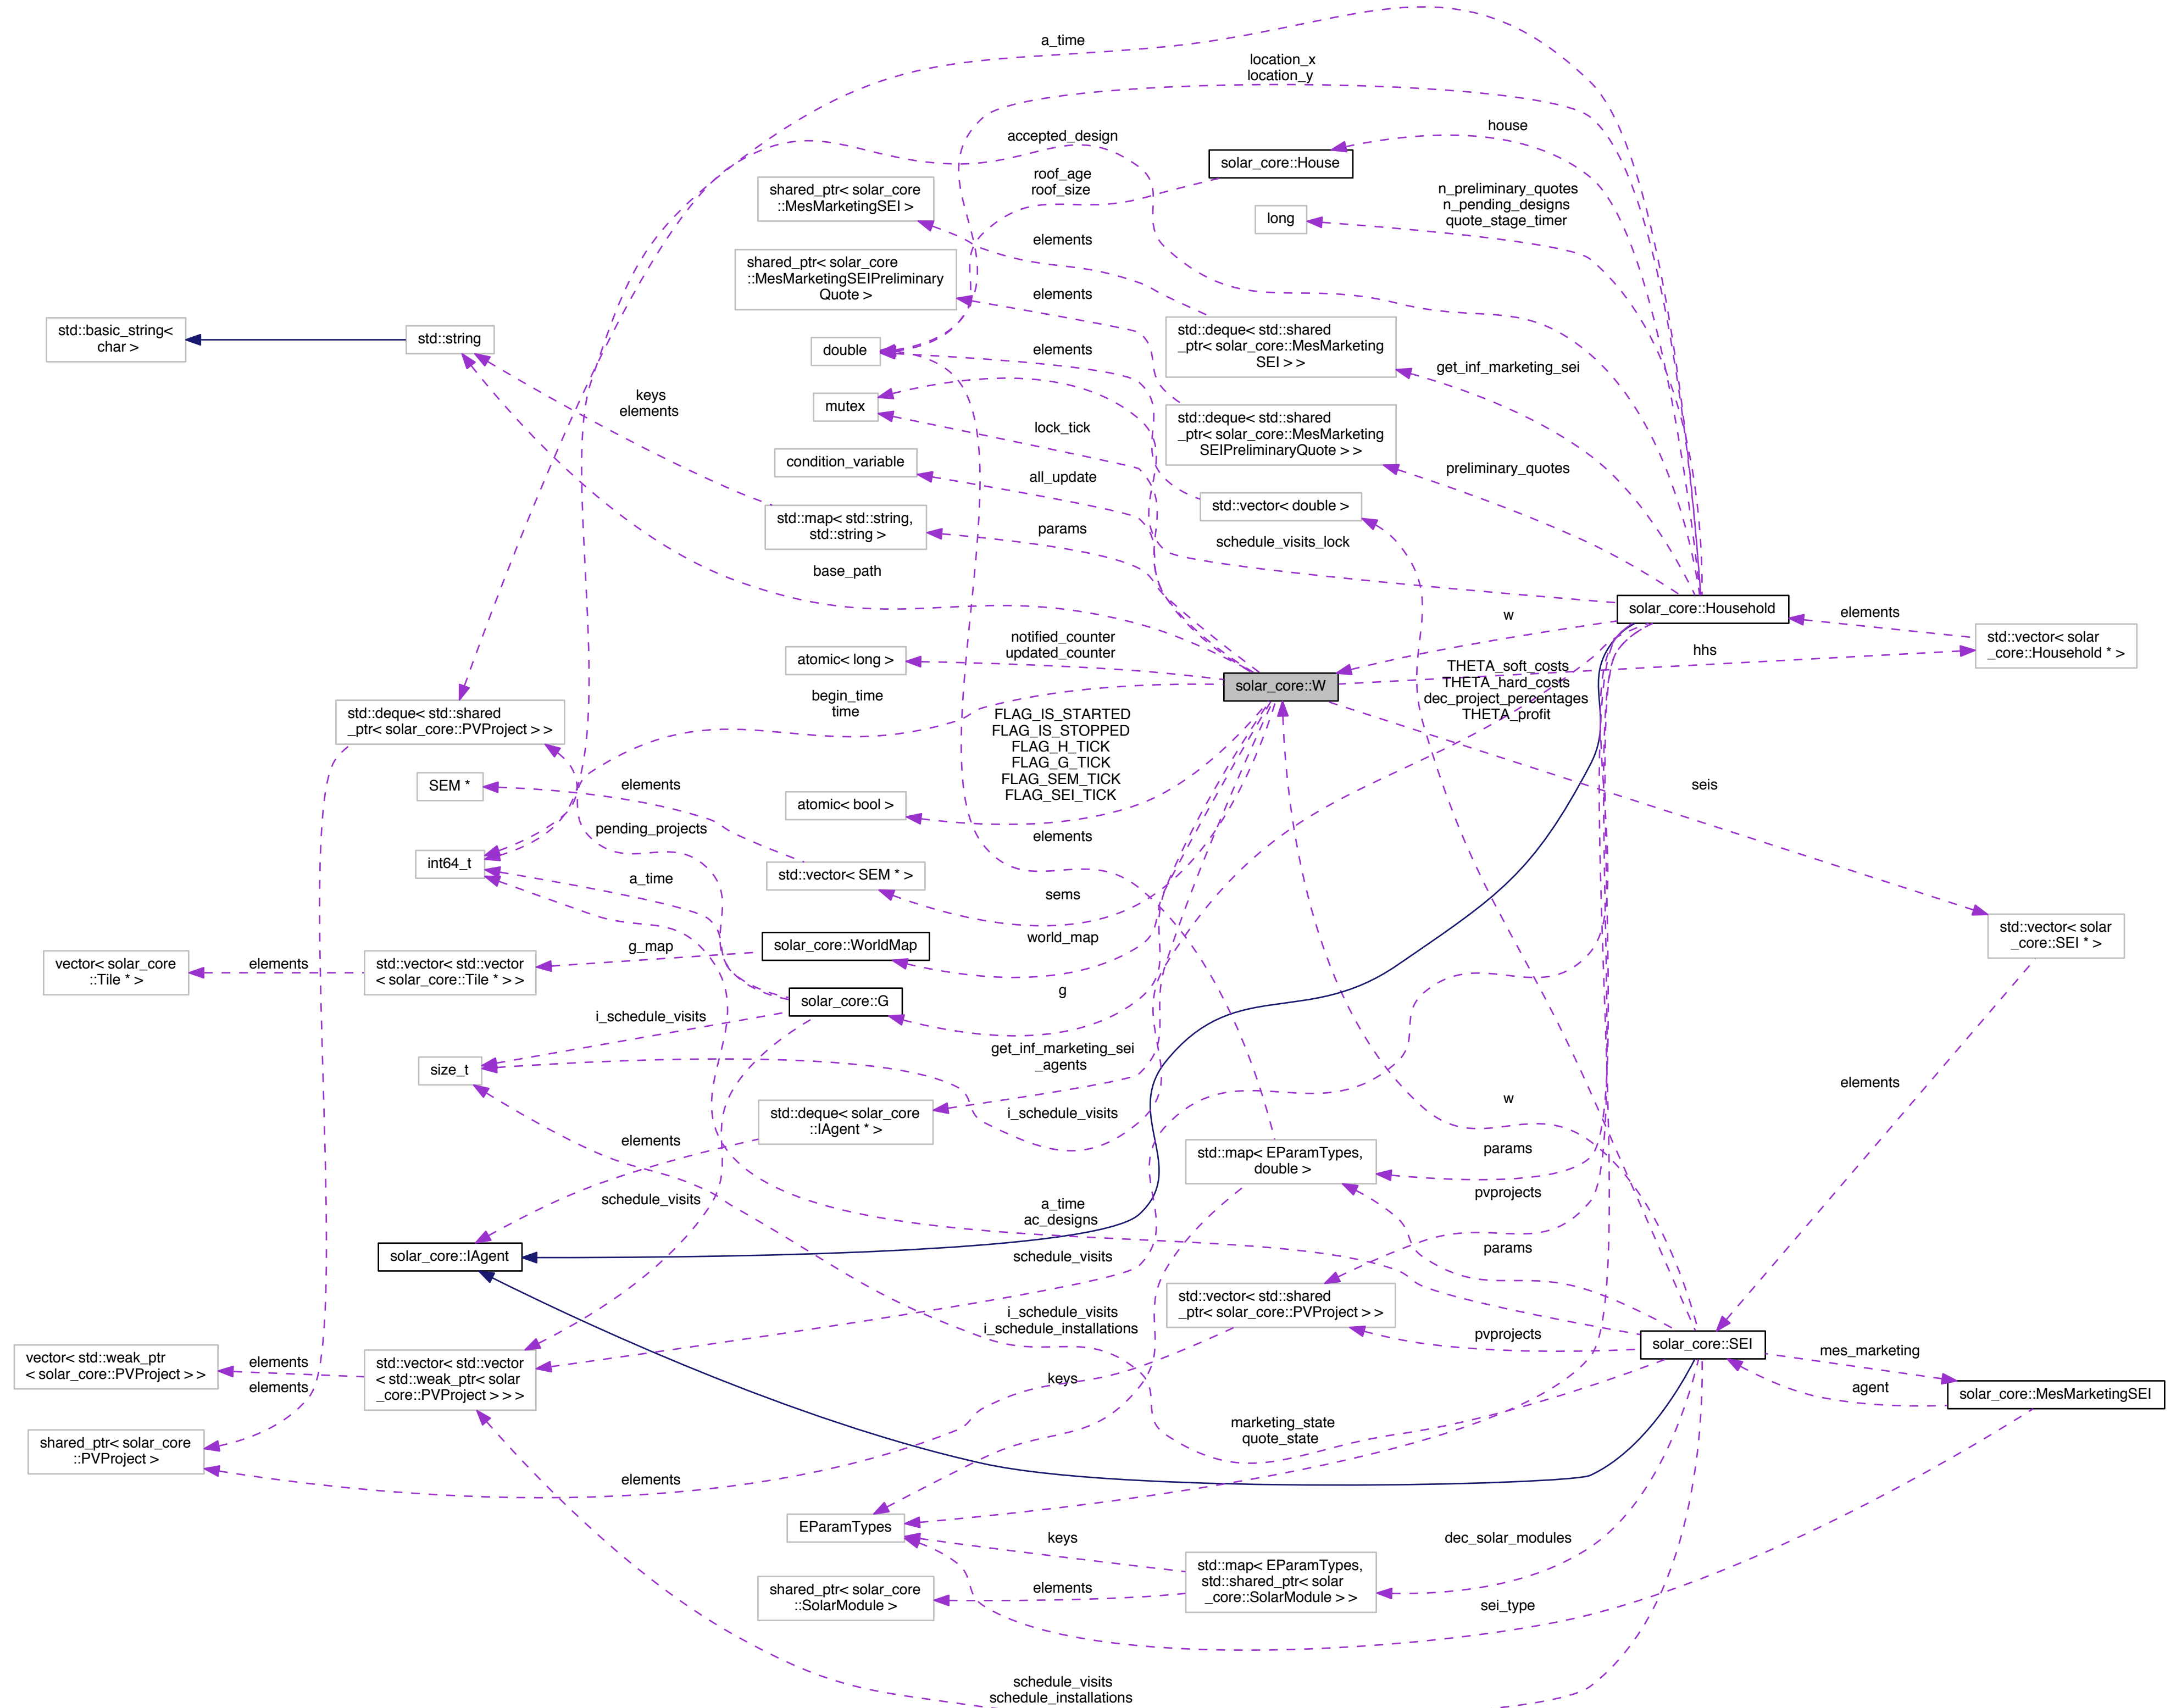 a_time
location_x
location_y
accepted_design
house
solar_core::House
roof_age
roof_size
shared_ptr< solar_core
::MesMarketingSEI >
n_preliminary_quotes
n_pending_designs
quote_stage_timer
long
elements
shared_ptr< solar_core
::MesMarketingSEIPreliminary
Quote >
elements
std::basic_string<
char >
std::string
double
elements
std::deque< std::shared
_ptr< solar_core::MesMarketing
SEI > >
get_inf_marketing_sei
keys
elements
mutex
lock_tick
std::deque< std::shared
_ptr< solar_core::MesMarketing
SEIPreliminaryQuote > >
preliminary_quotes
condition_variable
all_update
std::vector< double >
std::map< std::string,
std::string >
params
schedule_visits_lock
base_path
w
solar_core::Household
elements
std::vector< solar
_core::Household * >
notified_counter
updated_counter
atomic< long >
hhs
solar_core::W
THETA_soft_costs
THETA_hard_costs
dec_project_percentages
THETA_profit
begin_time
time
std::deque< std::shared
_ptr< solar_core::PVProject > >
FLAG_IS_STARTED
FLAG_IS_STOPPED
FLAG_H_TICK
FLAG_G_TICK
FLAG_SEM_TICK
FLAG_SEI_TICK
SEM *
elements
atomic< bool >
seis
pending_projects
elements
int64_t
a_time
std::vector< SEM * >
sems
g_map
solar_core::WorldMap
world_map
std::vector< solar
_core::SEI * >
vector< solar_core
::Tile * >
elements
std::vector< std::vector
< solar_core::Tile * > >
solar_core::G
g
i_schedule_visits
size_t
get_inf_marketing_sei
_agents
elements
std::deque< solar_core
::IAgent * >
i_schedule_visits
w
elements
std::map< EParamTypes,
double >
params
schedule_visits
pvprojects
a_time
ac_designs
solar_core::IAgent
schedule_visits
params
std::vector< std::shared
_ptr< solar_core::PVProject > >
i_schedule_visits
i_schedule_installations
pvprojects
solar_core::SEI
mes_marketing
vector< std::weak_ptr
< solar_core::PVProject > >
elements
elements
std::vector< std::vector
< std::weak_ptr< solar
_core::PVProject > > >
keys
agent
solar_core::MesMarketingSEI
marketing_state
quote_state
shared_ptr< solar_core
::PVProject >
elements
EParamTypes
keys
dec_solar_modules
std::map< EParamTypes,
std::shared_ptr< solar
_core::SolarModule > >
shared_ptr< solar_core
::SolarModule >
elements
sei_type
schedule_visits
schedule_installations